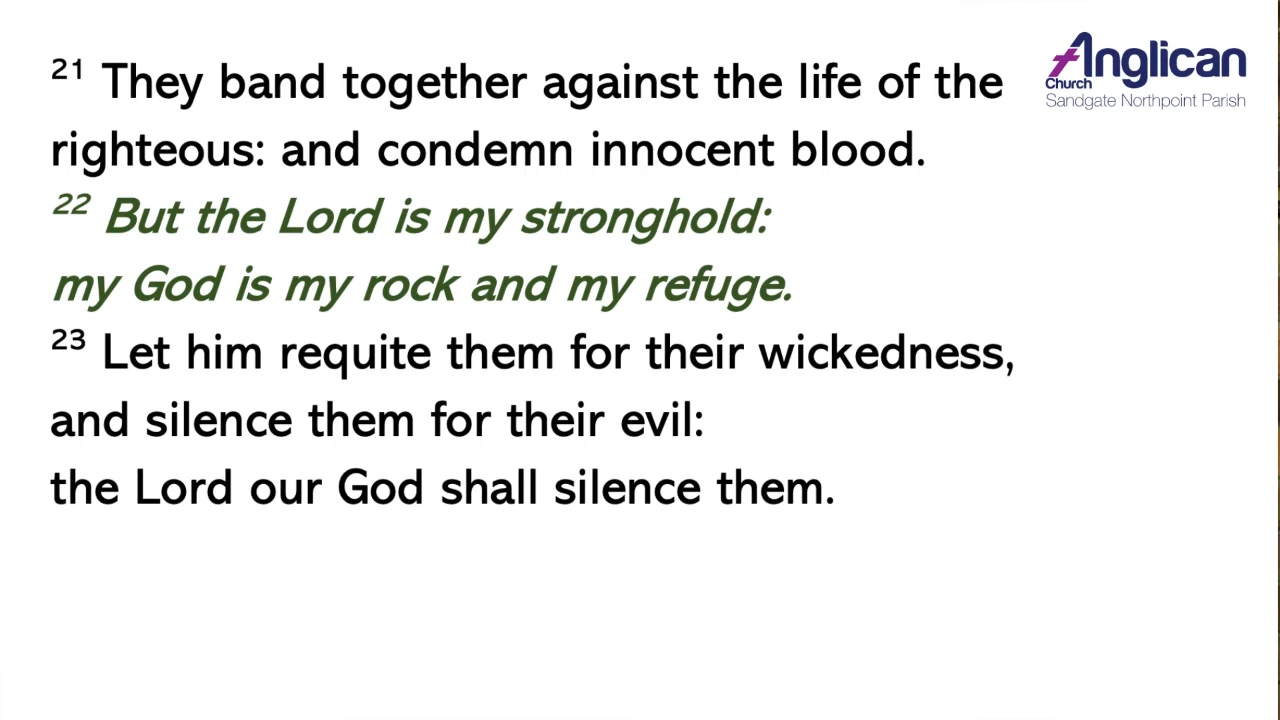 21 They band together against the life of the
righteous: and condemn innocent blood.
22 But the Lord is my stronghold:
my God is my rock and my refuge.
23 Let him requite them for their wickedness,
and silence them for their evil:
the Lord our God shall silence them.
Anglican
Church
Sandgate Northpoint Parish